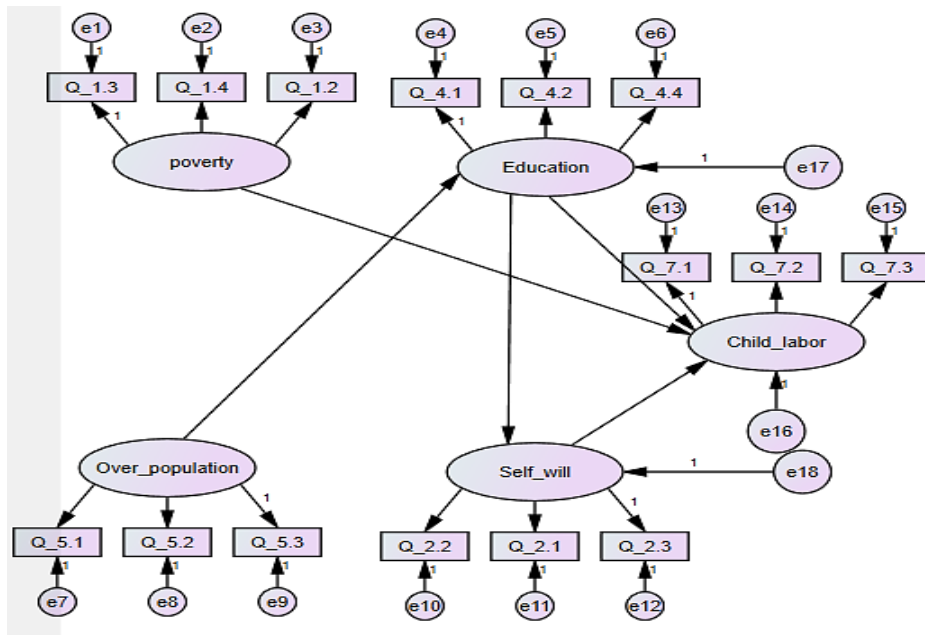 e1 e2 e3 e4 e5 e6
1 1 1 1 1 1
Q_1.3 Q_1.4 Q_1.2 Q_4.1 Q_4.2 Q_4.4
1 1
poverty Education 1 e17
e13 e14 e15
1 1 1
Q_7.1 Q_7.2 Q_7.3
1
Child_labor
1
e16
Over_population Self_will 1 e18
1 1
Q_5.1 Q_5.2 Q_5.3 Q_2.2 Q_2.1 Q_2.3
1 1 1 1 1 1
e7 e8 e9 e10 e11 e12